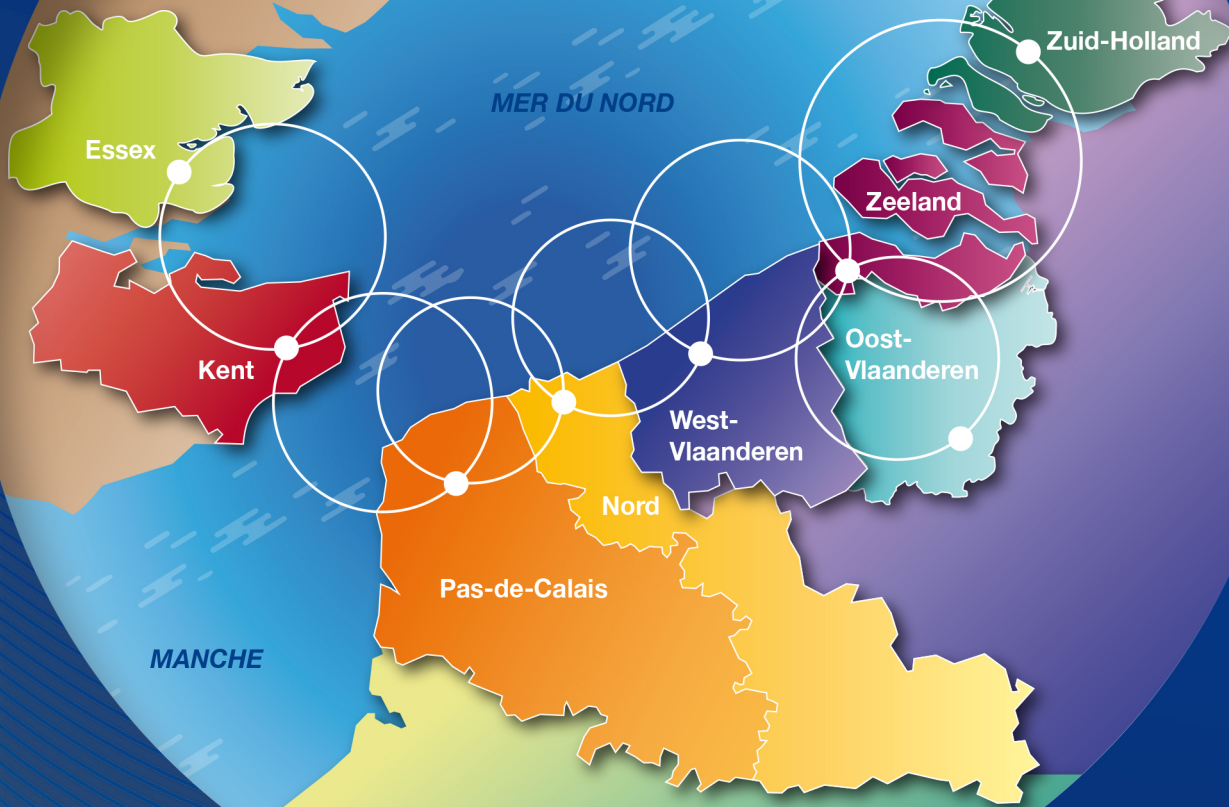 Zuid-Holland
MER DU NORD
Essex
Zeeland
Oost-
Vlaanderen
Kent
West-
Vlaanderen
Nord
Pas-de-Calais
MANCHE